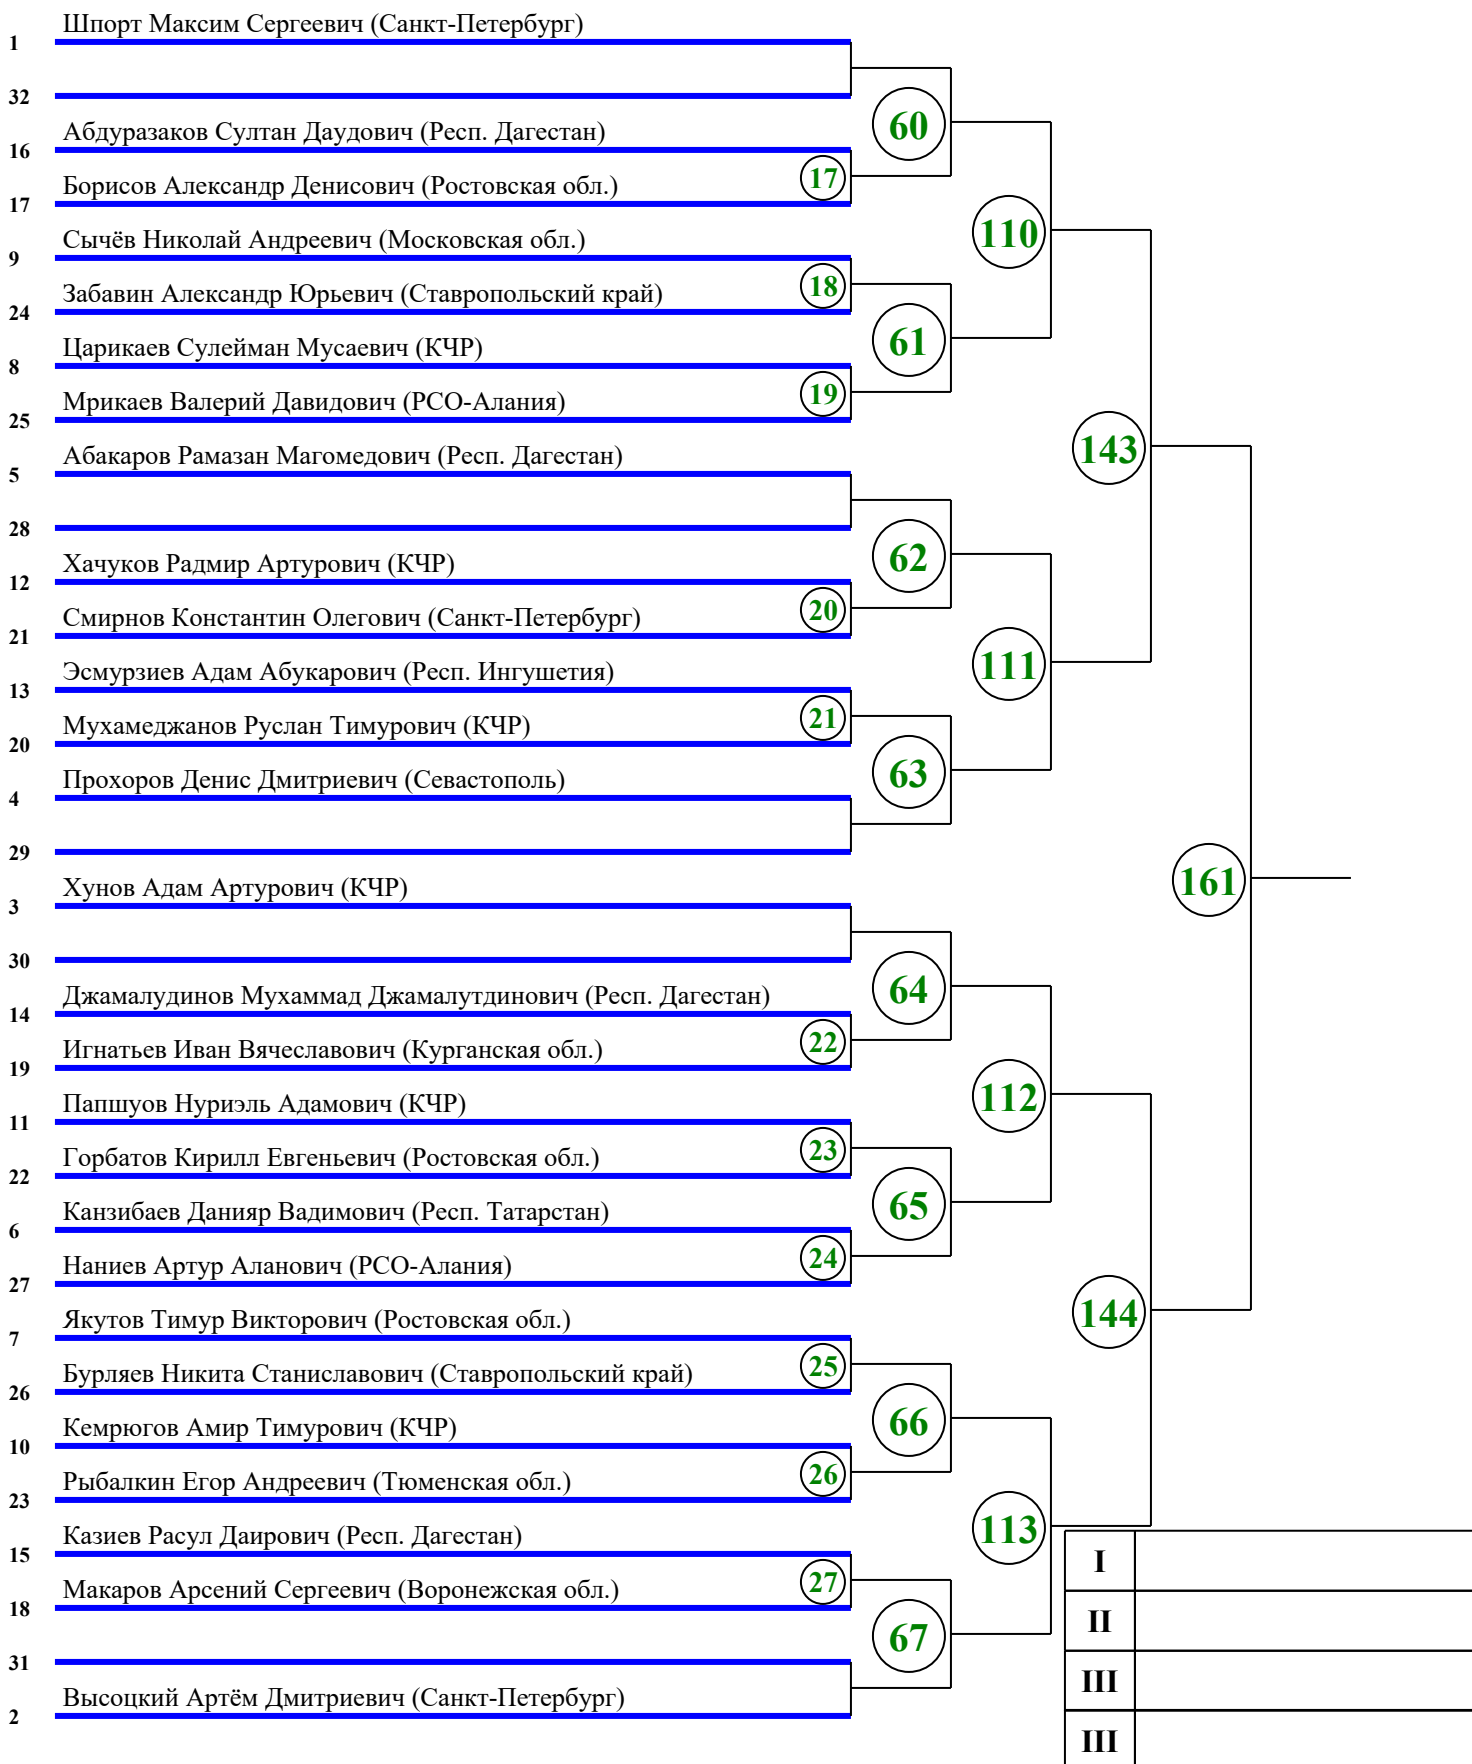 Шпорт Максим Сергеевич (Санкт-Петербург)
1
32
60
Абдуразаков Султан Даудович (Респ. Дагестан)
16
17
Борисов Александр Денисович (Ростовская обл.)
17
110
Сычёв Николай Андреевич (Московская обл.)
9
18
Забавин Александр Юрьевич (Ставропольский край)
24
61
Царикаев Сулейман Мусаевич (КЧР)
8
19
Мрикаев Валерий Давидович (РСО-Алания)
25
143
Абакаров Рамазан Магомедович (Респ. Дагестан)
5
28
62
Хачуков Радмир Артурович (КЧР)
12
20
Смирнов Константин Олегович (Санкт-Петербург)
21
111
Эсмурзиев Адам Абукарович (Респ. Ингушетия)
13
21
Мухамеджанов Руслан Тимурович (КЧР)
20
63
Прохоров Денис Дмитриевич (Севастополь)
4
29
161
Хунов Адам Артурович (КЧР)
3
30
64
Джамалудинов Мухаммад Джамалутдинович (Респ. Дагестан)
14
22
Игнатьев Иван Вячеславович (Курганская обл.)
19
112
Папшуов Нуриэль Адамович (КЧР)
11
23
Горбатов Кирилл Евгеньевич (Ростовская обл.)
22
65
Канзибаев Данияр Вадимович (Респ. Татарстан)
6
24
Наниев Артур Аланович (РСО-Алания)
27
144
Якутов Тимур Викторович (Ростовская обл.)
7
25
Бурляев Никита Станиславович (Ставропольский край)
26
66
Кемрюгов Амир Тимурович (КЧР)
10
26
Рыбалкин Егор Андреевич (Тюменская обл.)
23
113
Казиев Расул Даирович (Респ. Дагестан)
15
I
27
Макаров Арсений Сергеевич (Воронежская обл.)
18
II
67
31
III
Высоцкий Артём Дмитриевич (Санкт-Петербург)
2
III